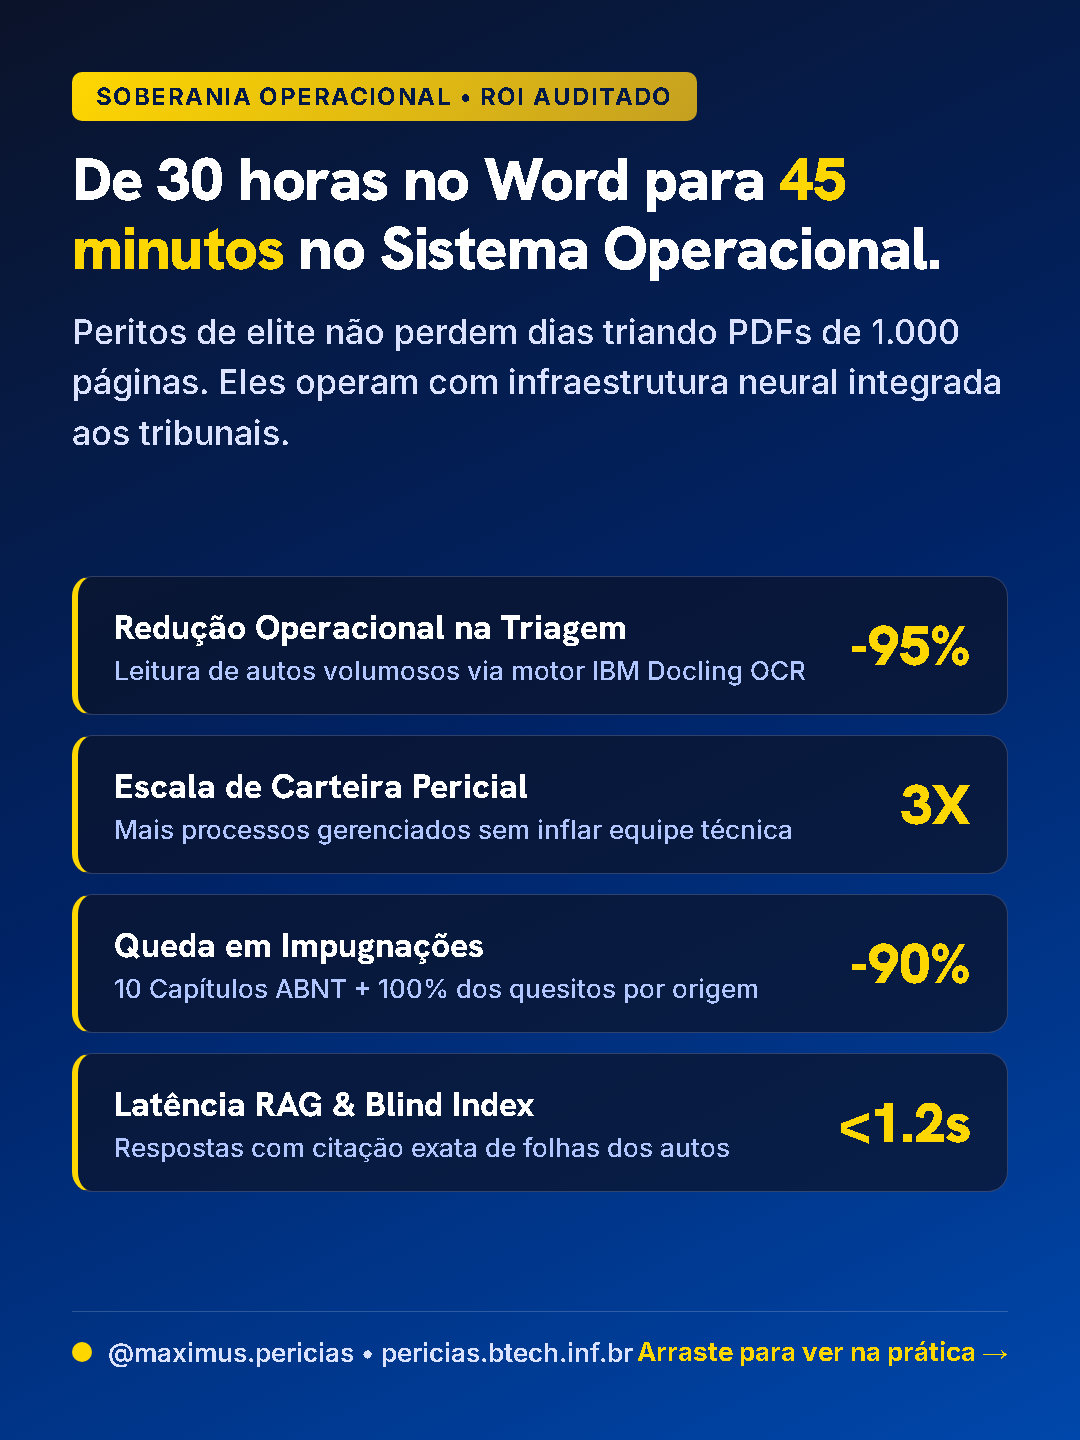 SOBERANIA OPERACIONAL • ROI AUDITADO
De 30 horas no Word para 45
minutos no Sistema Operacional.
Peritos de elite não perdem dias triando PDFs de 1.000
páginas. Eles operam com infraestrutura neural integrada
aos tribunais.
Redução Operacional na Triagem
Leitura de autos volumosos via motor IBM Docling OCR
-95%
Escala de Carteira Pericial
Mais processos gerenciados sem inflar equipe técnica
3X
Queda em Impugnações
10 Capítulos ABNT + 100% dos quesitos por origem
-90%
Latência RAG & Blind Index
Respostas com citação exata de folhas dos autos
<1.2s
@maximus.pericias • pericias.btech.inf.br Arraste para ver na prática →